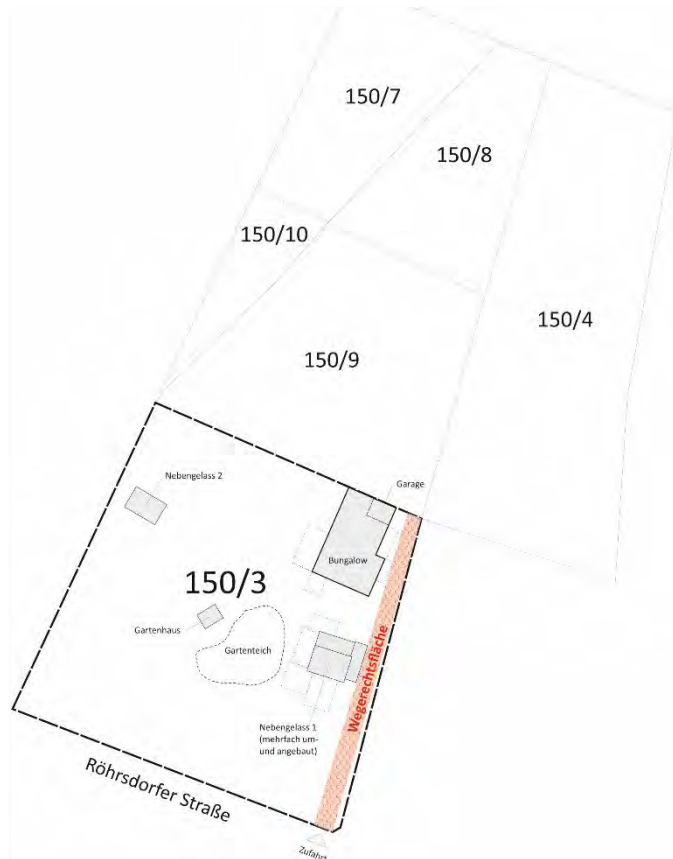 150/7
150/8
150/10
150/4
150/9
Nebengelass 2
Garage
Bungalow
150/3
Gartenhaus
Gartenteich
Wegerechtsfläche
Nebengelass 1
(mehrfach um-
und angebaut)
Röhrsdorfer Straße
Zufahrt